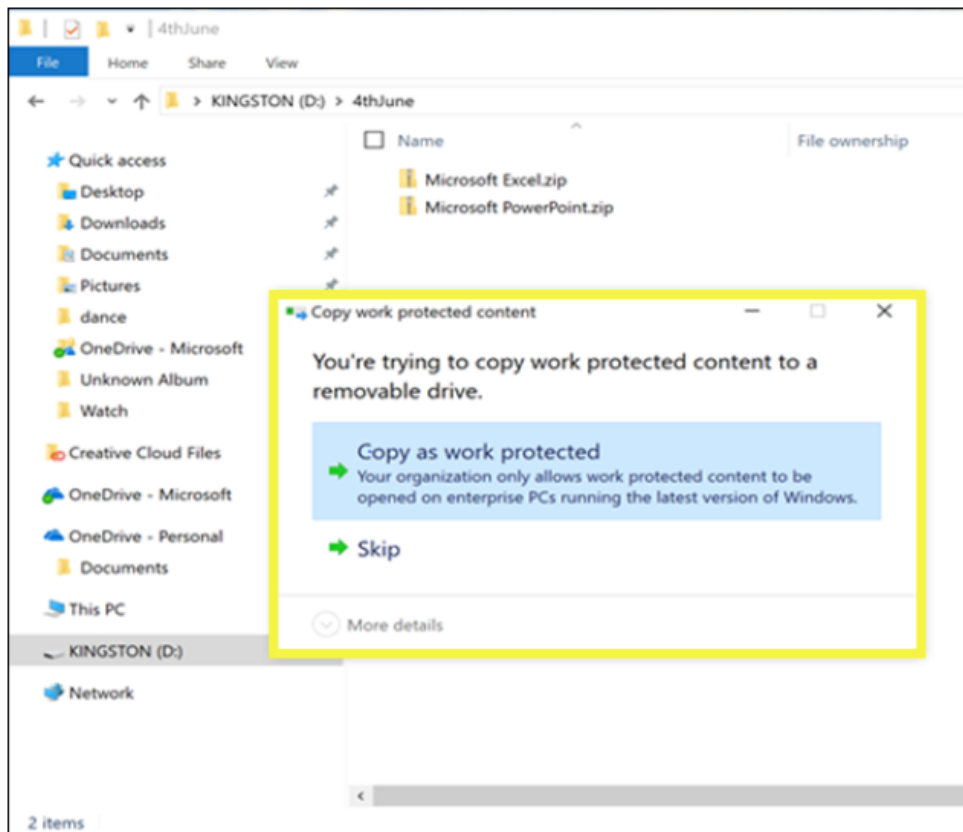 4thJune
File Home Share View
KINGSTON (D:) > 4thJune
Name File ownership
Quick access
Microsoft Excel.zip
Desktop
Microsoft PowerPoint.zip
Downloads
Documents
Pictures
dance
OneDrive - Microsoft
Unknown Album
Watch
Creative Cloud Files
OneDrive - Microsoft
OneDrive - Personal
Documents
This PC
KINGSTON (D:)
Network
Copy work protected content
You're trying to copy work protected content to a
removable drive.
Copy as work protected
Your organization only allows work protected content to be
opened on enterprise PCs running the latest version of Windows.
Skip
More details
2 items